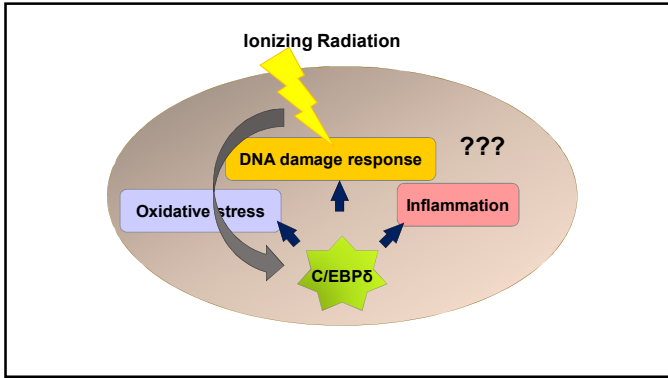 Ionizing Radiation
???
DNA damage response
Oxidative stress
Inflammation
C/EBPδ